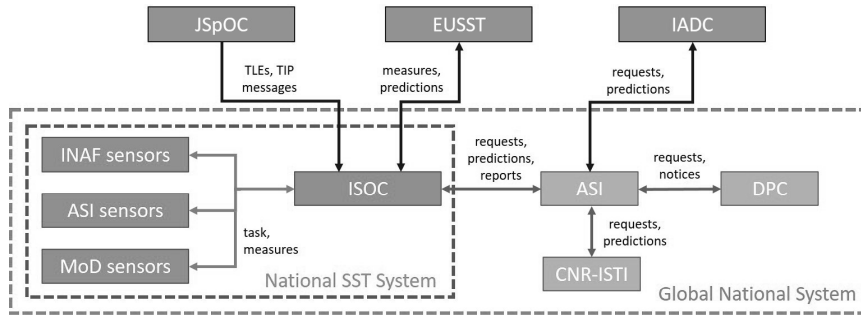 JSpOC
EUSST
IADC
TLEs, TIP
messages
measures,
predictions
requests,
predictions
INAF sensors
ASI sensors
MoD sensors
task,
measures
ISOC
requests,
predictions,
reports
ASI
requests,
notices
DPC
requests,
predictions
CNR-ISTI
National SST System
Global National System